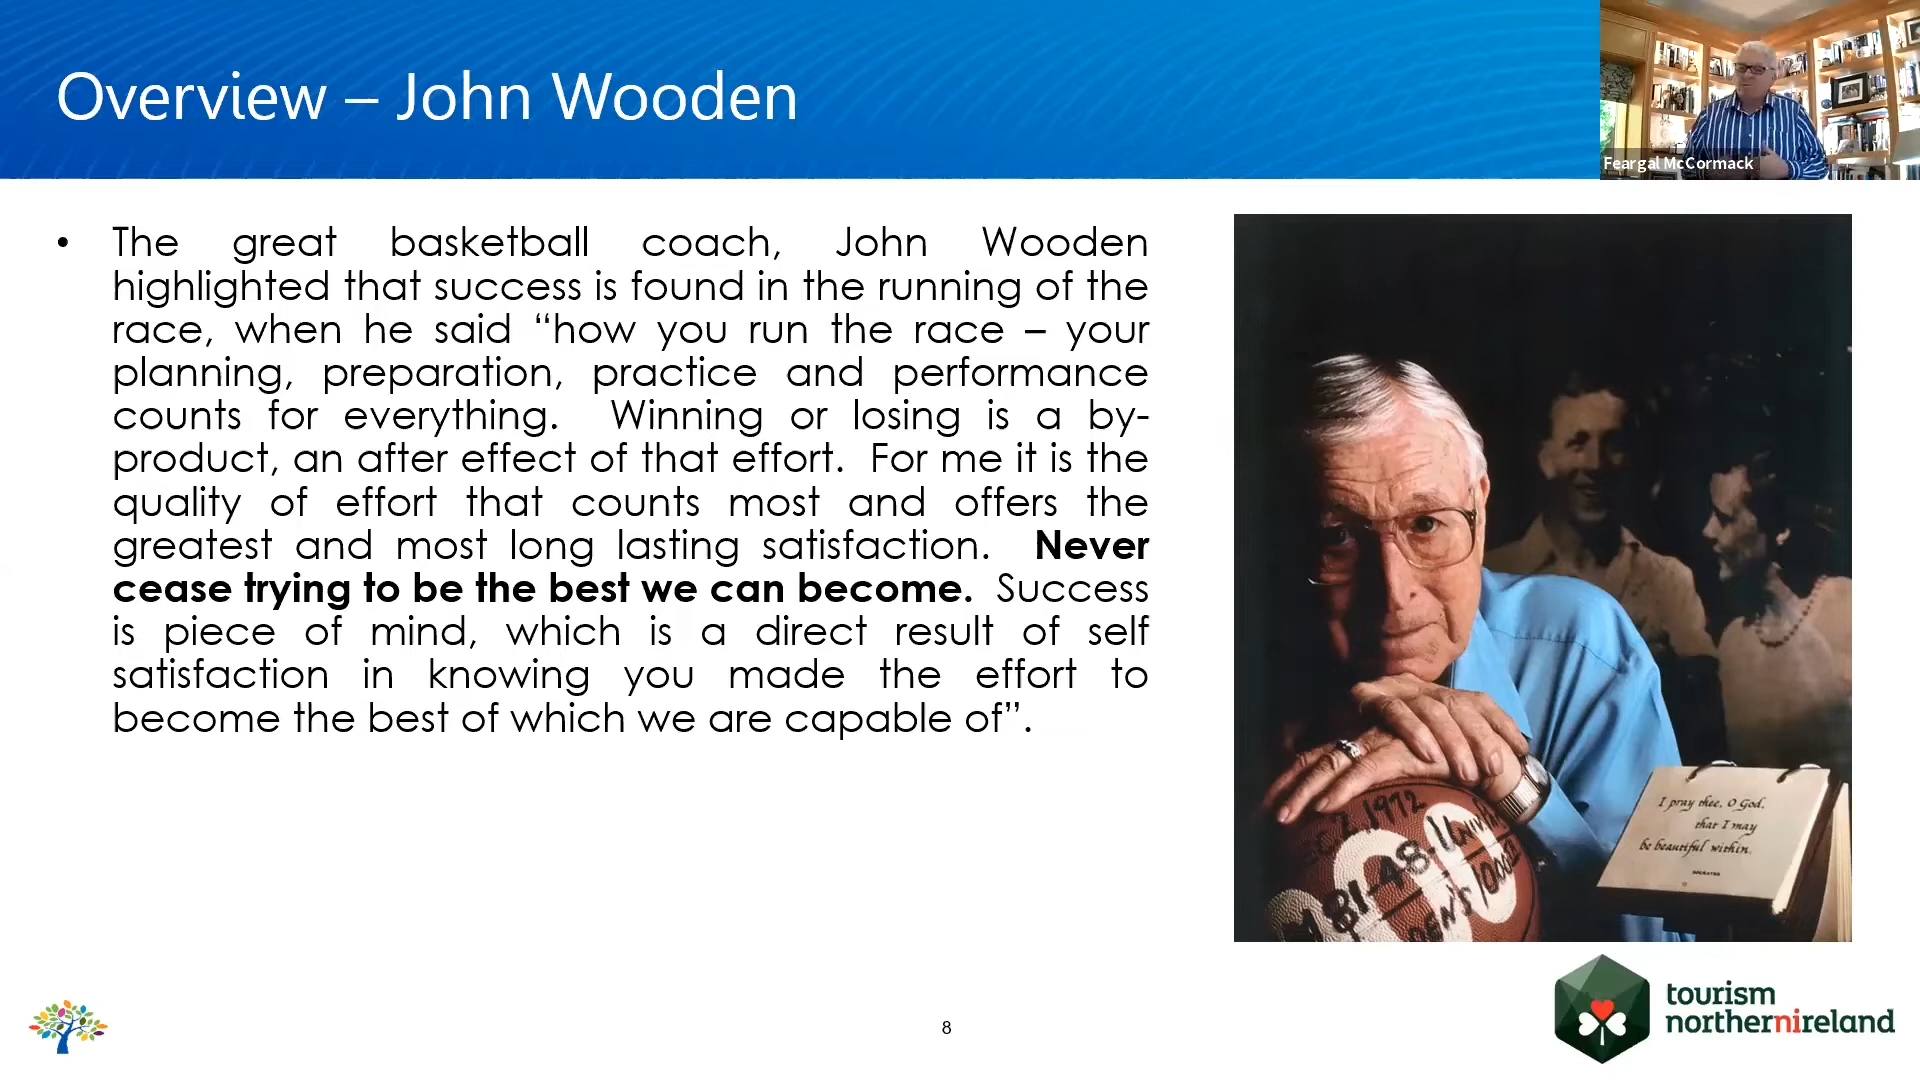 Overview – John Wooden
Feargal McCormack
• The great basketball coach, John Wooden
highlighted that success is found in the running of the
race, when he said “how you run the race – your
planning, preparation, practice and performance
counts for everything. Winning or losing is a by-
product, an after effect of that effort. For me it is the
quality of effort that counts most and offers the
greatest and most long lasting satisfaction. Never
cease trying to be the best we can become. Success
is piece of mind, which is a direct result of self
satisfaction in knowing you made the effort to
become the best of which we are capable of”.
I pray thee, O God,
that I may
be beautiful within.
SOCRATES
1972
8
tourism
northernireland